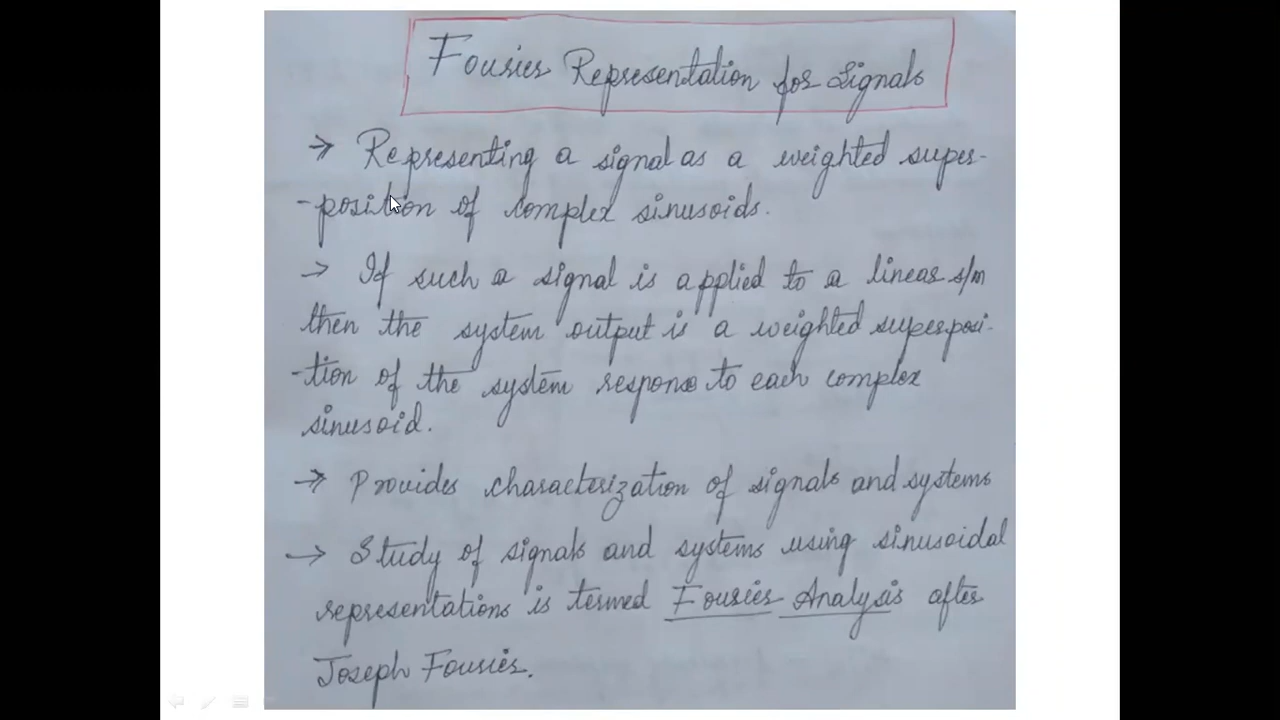 Fourier Representation for Signals
→ Representing a signal as a weighted super-
-position of complex sinusoids.
→ If such a signal is applied to a linear s/m
then the system output is a weighted superposi-
-tion of the system response to each complex
sinusoid.
→ Provides characterization of signals and systems
→ Study of signals and systems using sinusoidal
representations is termed Fourier Analysis after
Joseph Fourier.